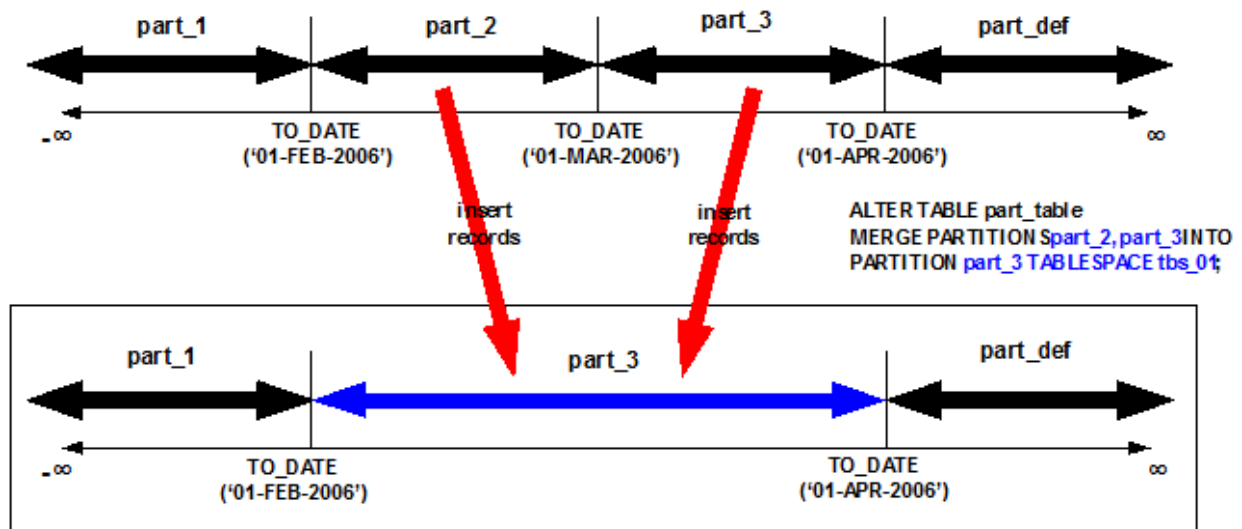 part_1 part_2 part_3 part_def
-∞ TO_DATE TO_DATE TO_DATE ∞
(‘01-FEB-2006’) (‘01-MAR-2006’) (‘01-APR-2006’)
insert insert ALTER TABLE part_table
records records MERGE PARTITIONS part_2, part_3 INTO
PARTITION part_3 TABLESPACE tbs_01;
part_1 part_3 part_def
-∞ TO_DATE TO_DATE ∞
(‘01-FEB-2006’) (‘01-APR-2006’)